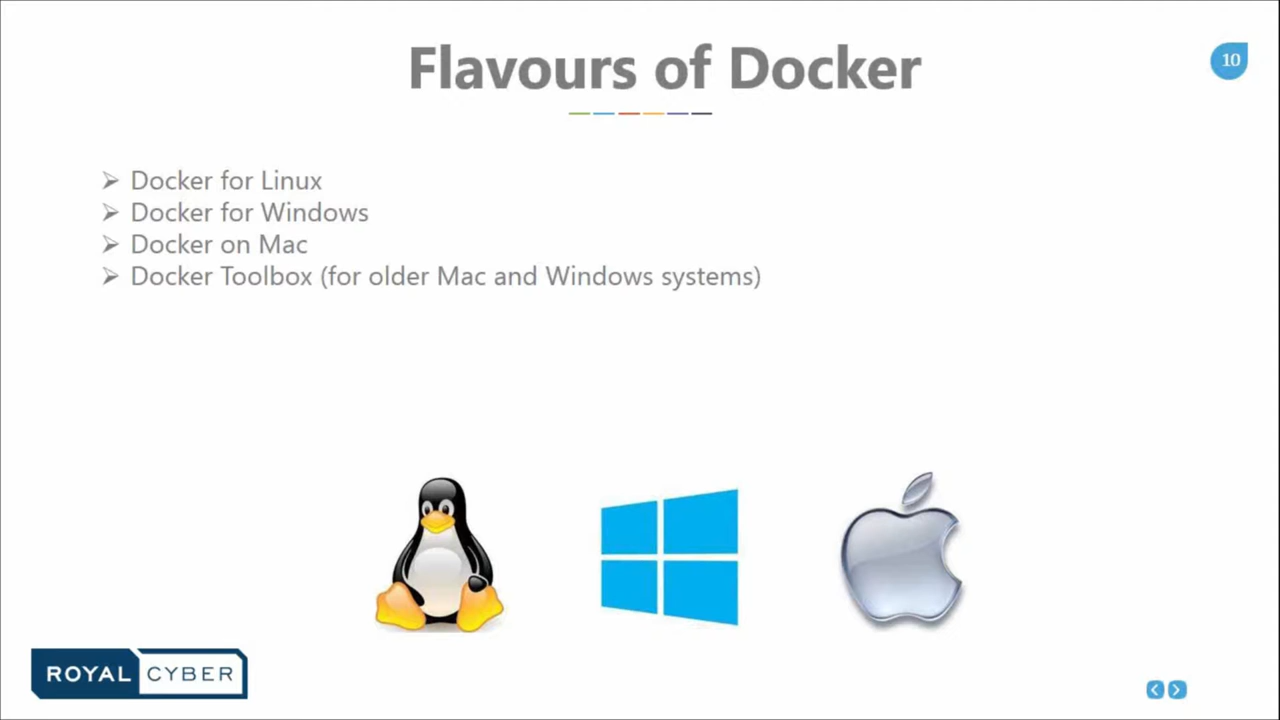 Flavours of Docker
10
➢ Docker for Linux
➢ Docker for Windows
➢ Docker on Mac
➢ Docker Toolbox (for older Mac and Windows systems)
ROYAL CYBER